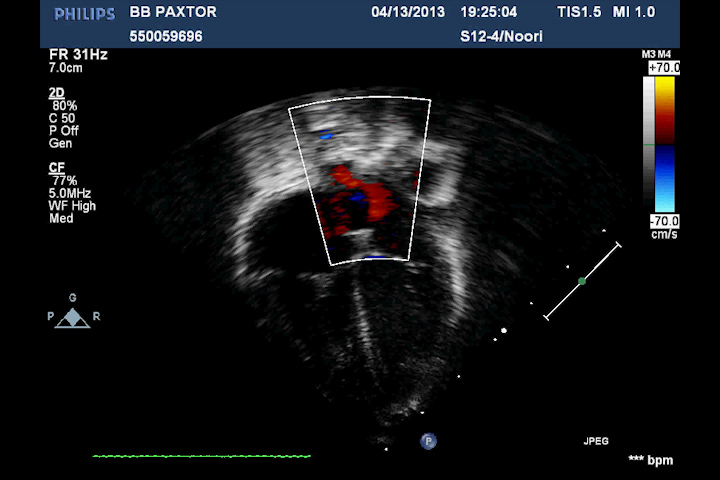 PHILIPS BB PAXTOR 04/13/2013 19:25:04 TIS1.5 MI 1.0
550059696 S12-4/Noori
FR 31Hz
7.0cm
M3 M4
+70.0
2D
80%
C 50
P Off
Gen
CF
77%
5.0MHz
WF High
Med
-70.0
cm/s
G
P R
P
JPEG
*** bpm